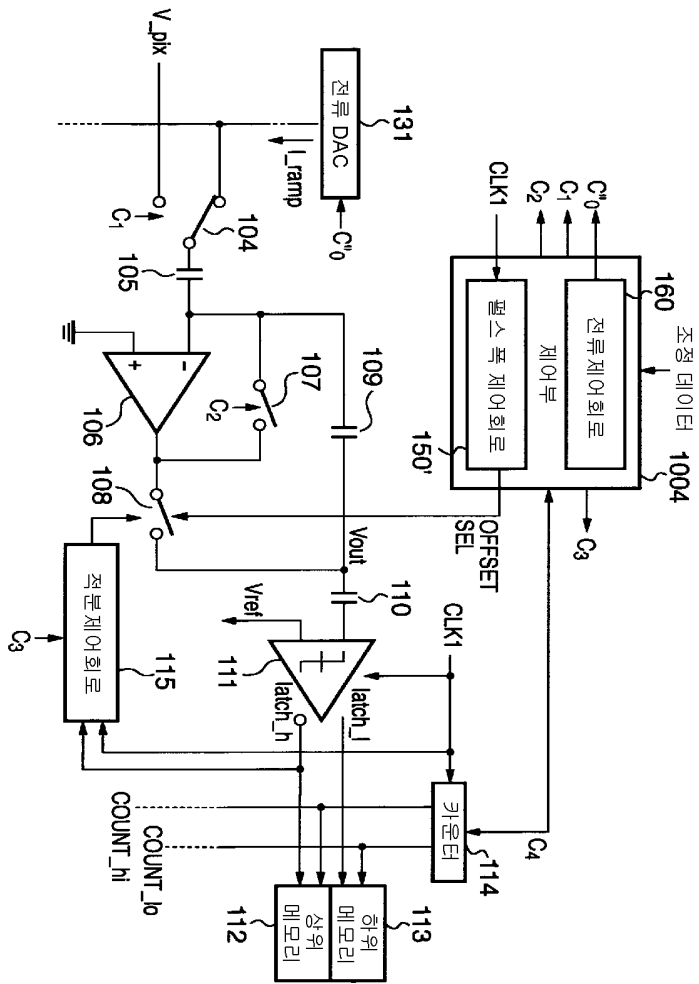 조정 데이터
1004
160
전류제어회로
제어부
펄스 폭 제어회로
150'
C"0
C1
C2
CLK1
C3
OFFSET
SEL
131
전류 DAC
C"0
I_ramp
V_pix
C1
104
105
106
107
C2
108
109
Vout
110
Vref
111
latch_l
latch_h
CLK1
적분제어회로
115
C3
C4
카운터
114
COUNT_hi
COUNT_lo
하위
메모리
113
상위
메모리
112
+
-